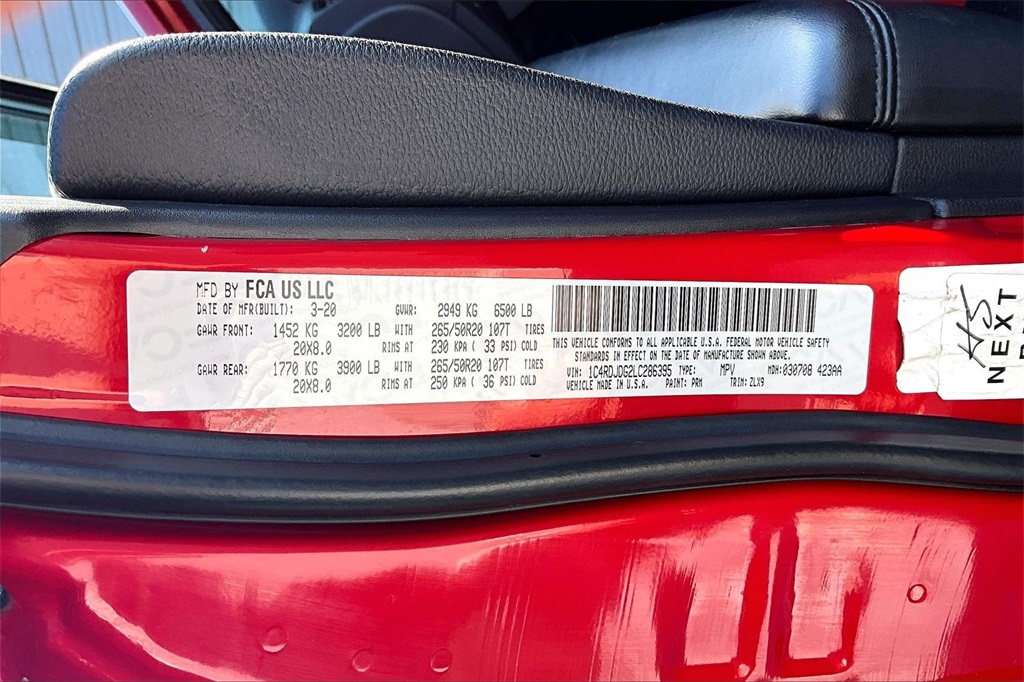 MFD BY FCA US LLC
DATE OF MFR(BUILT): 3-20 GVWR: 2949 KG 6500 LB
GAWR FRONT: 1452 KG 3200 LB WITH 265/50R20 107T TIRES
20X8.0 RIMS AT 230 KPA ( 33 PSI) COLD
GAWR REAR: 1770 KG 3900 LB WITH 265/50R20 107T TIRES
20X8.0 RIMS AT 250 KPA ( 36 PSI) COLD
THIS VEHICLE CONFORMS TO ALL APPLICABLE U.S.A. FEDERAL MOTOR VEHICLE SAFETY
STANDARDS IN EFFECT ON THE DATE OF MANUFACTURE SHOWN ABOVE.
VIN: 1C4RDJDG2LC286395 TYPE: MPV MDH: 030708 423AA
VEHICLE MADE IN U.S.A. PAINT: PRM TRIM: ZLX9
NEXT